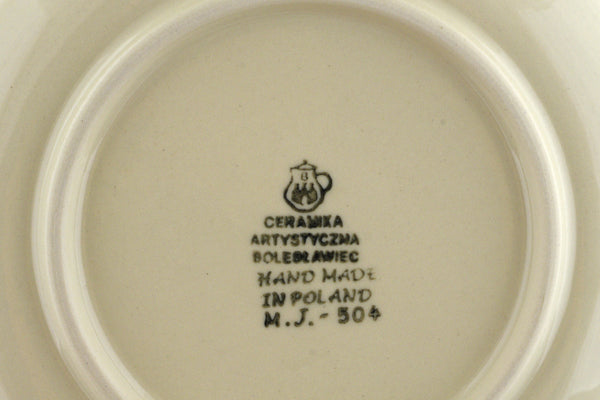 B
CERAMIKA
ARTYSTYCZNA
BOLESŁAWIEC
HAND MADE
IN POLAND
M.J.-504